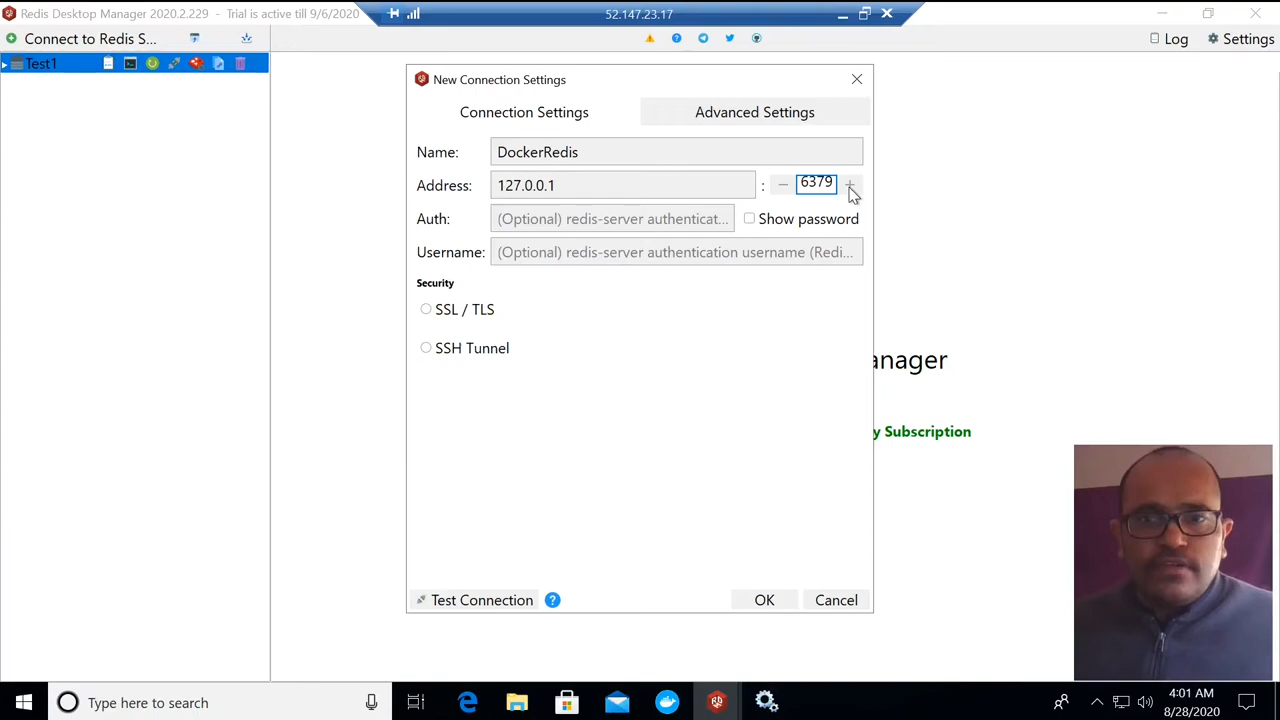 Redis Desktop Manager 2020.2.229 - Trial is active till 9/6/2020
52.147.23.17
Connect to Redis S...
Log
Settings
Test1
New Connection Settings
Connection Settings
Advanced Settings
Name:
DockerRedis
Address:
127.0.0.1
:
6379
Auth:
(Optional) redis-server authenticat...
Show password
Username:
(Optional) redis-server authentication username (Redi...
Security
SSL / TLS
SSH Tunnel
anager
y Subscription
Test Connection
?
OK
Cancel
Type here to search
4:01 AM
8/28/2020